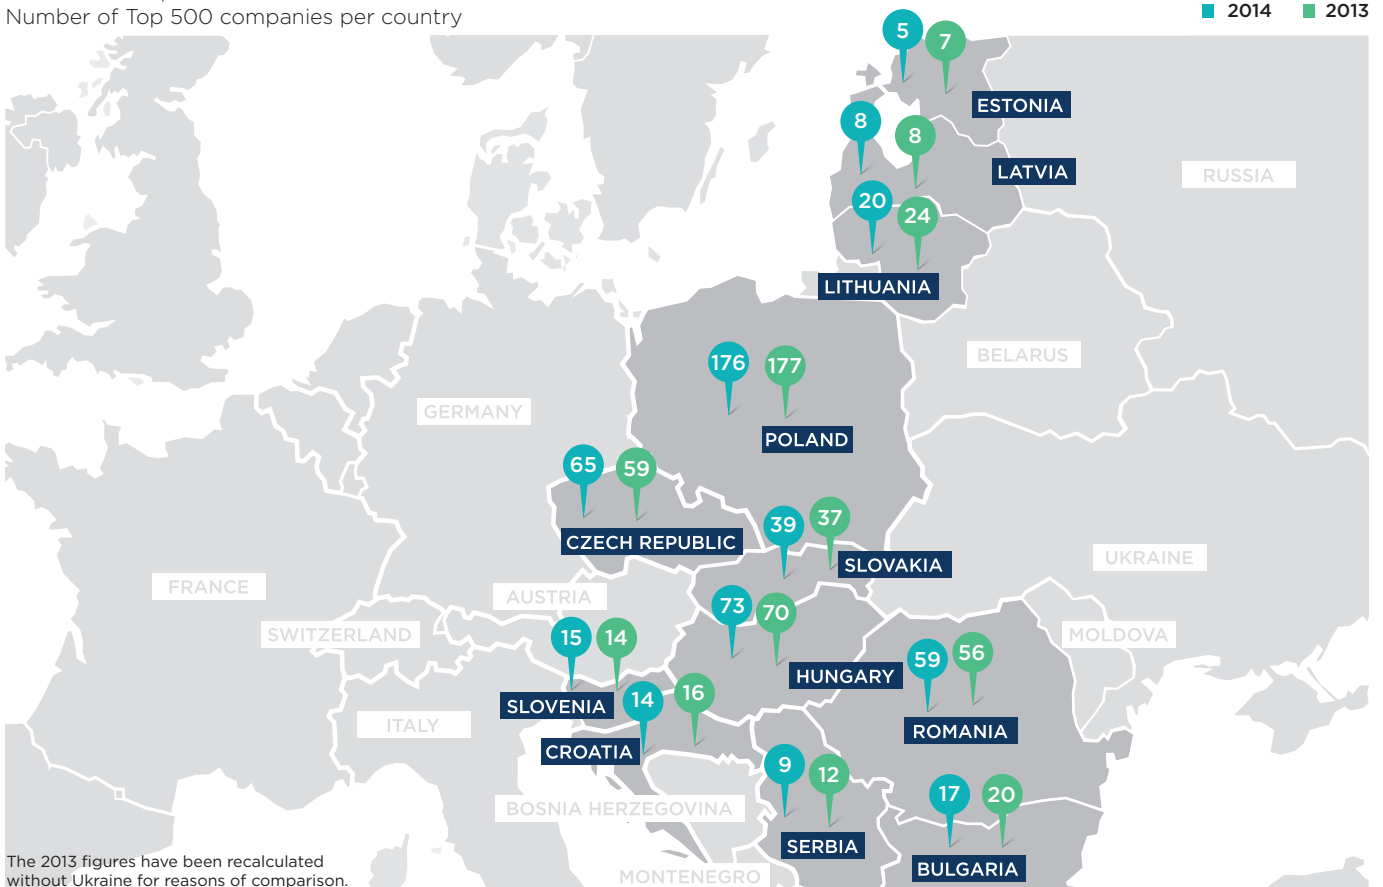 Number of Top 500 companies per country
2014
2013
5
7
ESTONIA
8
8
LATVIA
RUSSIA
20
24
LITHUANIA
BELARUS
176
177
POLAND
GERMANY
65
59
CZECH REPUBLIC
39
37
SLOVAKIA
UKRAINE
FRANCE
AUSTRIA
SWITZERLAND
73
70
HUNGARY
MOLDOVA
15
14
SLOVENIA
59
56
ROMANIA
14
16
CROATIA
ITALY
9
12
SERBIA
17
20
BULGARIA
BOSNIA HERZEGOVINA
MONTENEGRO
The 2013 figures have been recalculated
without Ukraine for reasons of comparison.